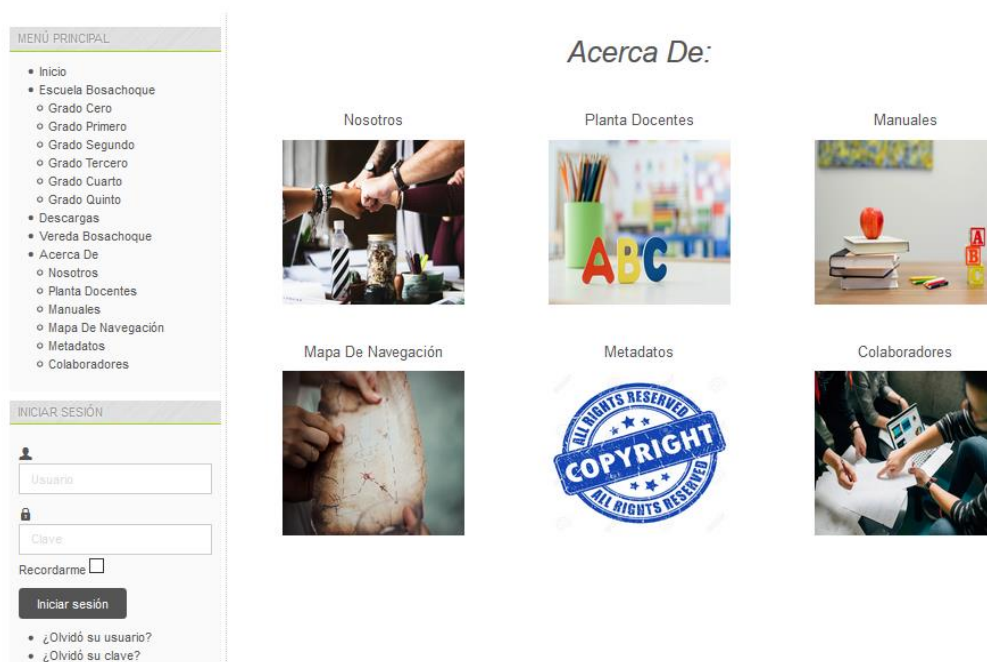 MENÚ PRINCIPAL
Inicio
Escuela Bosachoque
Grado Cero
Grado Primero
Grado Segundo
Grado Tercero
Grado Cuarto
Grado Quinto
Descargas
Vereda Bosachoque
Acerca De
Nosotros
Planta Docentes
Manuales
Mapa De Navegación
Metadatos
Colaboradores
INICIAR SESIÓN
Usuario
Clave
Recordarme
Iniciar sesión
¿Olvidó su usuario?
¿Olvidó su clave?
Acerca De:
Nosotros
Planta Docentes
Manuales
ABC
A
B
C
Mapa De Navegación
Metadatos
Colaboradores
ALL RIGHTS RESERVED
COPYRIGHT
ALL RIGHTS RESERVED